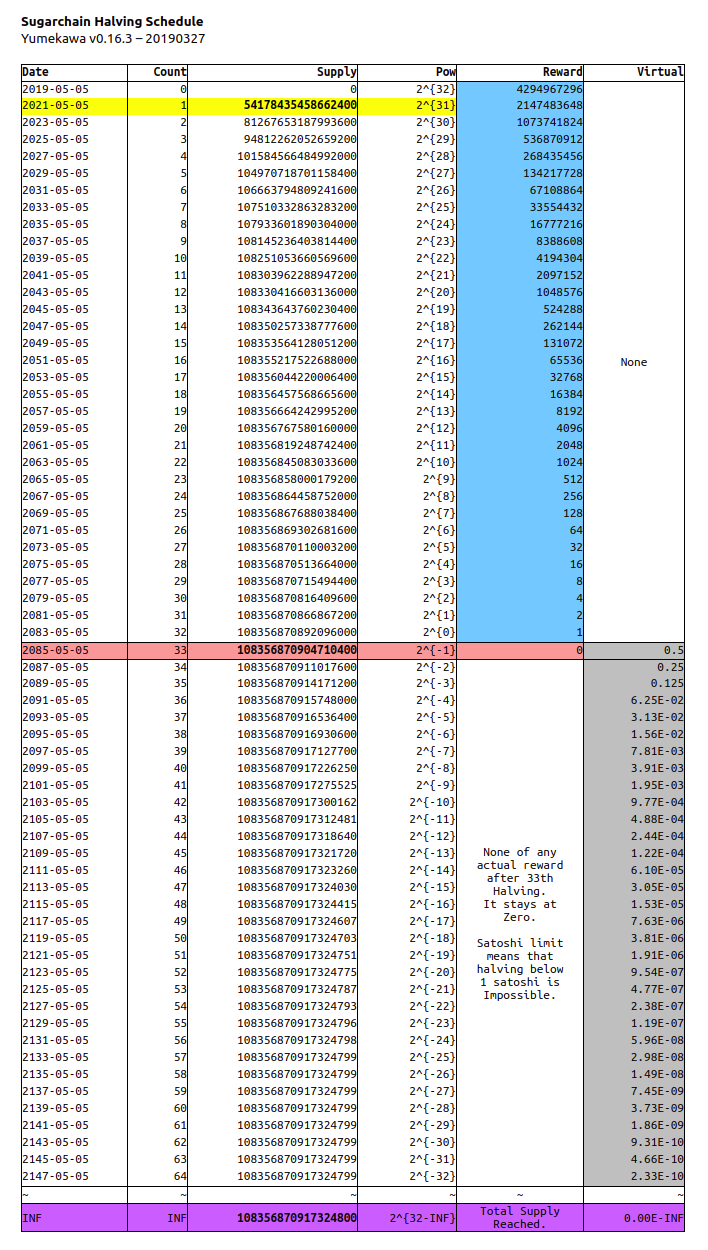 Sugarchain Halving Schedule
Yumekawa v0.16.3 – 20190327
Date Count Supply Pow Reward Virtual
2019-05-05 0 0 2^{32} 4294967296
2021-05-05 1 54178435458662400 2^{31} 2147483648
2023-05-05 2 81267653187993600 2^{30} 1073741824
2025-05-05 3 94812262052659200 2^{29} 536870912
2027-05-05 4 101584566484992000 2^{28} 268435456
2029-05-05 5 104970718701158400 2^{27} 134217728
2031-05-05 6 106663794809241600 2^{26} 67108864
2033-05-05 7 107510332863283200 2^{25} 33554432
2035-05-05 8 107933601890304000 2^{24} 16777216
2037-05-05 9 108145236403814400 2^{23} 8388608
2039-05-05 10 108251053660569600 2^{22} 4194304
2041-05-05 11 108303962288947200 2^{21} 2097152
2043-05-05 12 108330416603136000 2^{20} 1048576
2045-05-05 13 108343643760230400 2^{19} 524288
2047-05-05 14 108350257338777600 2^{18} 262144
2049-05-05 15 108353564128051200 2^{17} 131072
2051-05-05 16 108355217522688000 2^{16} 65536
None
2053-05-05 17 108356044220006400 2^{15} 32768
2055-05-05 18 108356457568665600 2^{14} 16384
2057-05-05 19 108356664242995200 2^{13} 8192
2059-05-05 20 108356767580160000 2^{12} 4096
2061-05-05 21 108356819248742400 2^{11} 2048
2063-05-05 22 108356845083033600 2^{10} 1024
2065-05-05 23 108356858000179200 2^{9} 512
2067-05-05 24 108356864458752000 2^{8} 256
2069-05-05 25 108356867688038400 2^{7} 128
2071-05-05 26 108356869302681600 2^{6} 64
2073-05-05 27 108356870110003200 2^{5} 32
2075-05-05 28 108356870513664000 2^{4} 16
2077-05-05 29 108356870715494400 2^{3} 8
2079-05-05 30 108356870816409600 2^{2} 4
2081-05-05 31 108356870866867200 2^{1} 2
2083-05-05 32 108356870892096000 2^{0} 1
2085-05-05 33 108356870904710400 2^{-1} 0 0.5
2087-05-05 34 108356870911017600 2^{-2} 0.25
2089-05-05 35 108356870914171200 2^{-3} 0.125
2091-05-05 36 108356870915748000 2^{-4} 6.25E-02
2093-05-05 37 108356870916536400 2^{-5} 3.13E-02
2095-05-05 38 108356870916930600 2^{-6} 1.56E-02
2097-05-05 39 108356870917127700 2^{-7} 7.81E-03
2099-05-05 40 108356870917226250 2^{-8} 3.91E-03
2101-05-05 41 108356870917275525 2^{-9} 1.95E-03
2103-05-05 42 108356870917300162 2^{-10} 9.77E-04
2105-05-05 43 108356870917312481 2^{-11} 4.88E-04
2107-05-05 44 108356870917318640 2^{-12} 2.44E-04
2109-05-05 45 108356870917321720 2^{-13} 1.22E-04
2111-05-05 46 108356870917323260 2^{-14} 6.10E-05
2113-05-05 47 108356870917324030 2^{-15} 3.05E-05
2115-05-05 48 108356870917324415 2^{-16} 1.53E-05
2117-05-05 49 108356870917324607 2^{-17} 7.63E-06
2119-05-05 50 108356870917324703 2^{-18} 3.81E-06
2121-05-05 51 108356870917324751 2^{-19} 1.91E-06
2123-05-05 52 108356870917324775 2^{-20} 9.54E-07
2125-05-05 53 108356870917324787 2^{-21} 4.77E-07
2127-05-05 54 108356870917324793 2^{-22} 2.38E-07
2129-05-05 55 108356870917324796 2^{-23} 1.19E-07
2131-05-05 56 108356870917324798 2^{-24} 5.96E-08
2133-05-05 57 108356870917324799 2^{-25} 2.98E-08
2135-05-05 58 108356870917324799 2^{-26} 1.49E-08
2137-05-05 59 108356870917324799 2^{-27} 7.45E-09
2139-05-05 60 108356870917324799 2^{-28} 3.73E-09
2141-05-05 61 108356870917324799 2^{-29} 1.86E-09
2143-05-05 62 108356870917324799 2^{-30} 9.31E-10
2145-05-05 63 108356870917324799 2^{-31} 4.66E-10
2147-05-05 64 108356870917324799 2^{-32} 2.33E-10
None of any
actual reward
after 33th
Halving.
It stays at
Zero.
Satoshi limit
means that
halving below
1 satoshi is
Impossible.
~ ~ ~ ~ ~ ~
INF INF 108356870917324800 2^{32-INF} Total Supply 0.00E-INF
Reached.